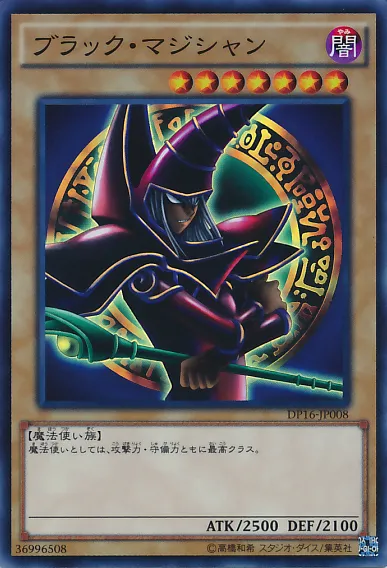 ブラック・マジシャン
闇
やみ
DP16-JP008
【魔法使い族】
魔法使いとしては、攻撃力・守備力ともに最高クラス。
ATK/2500 DEF/2100
36996508
©高橋和希 スタジオ・ダイス/集英社